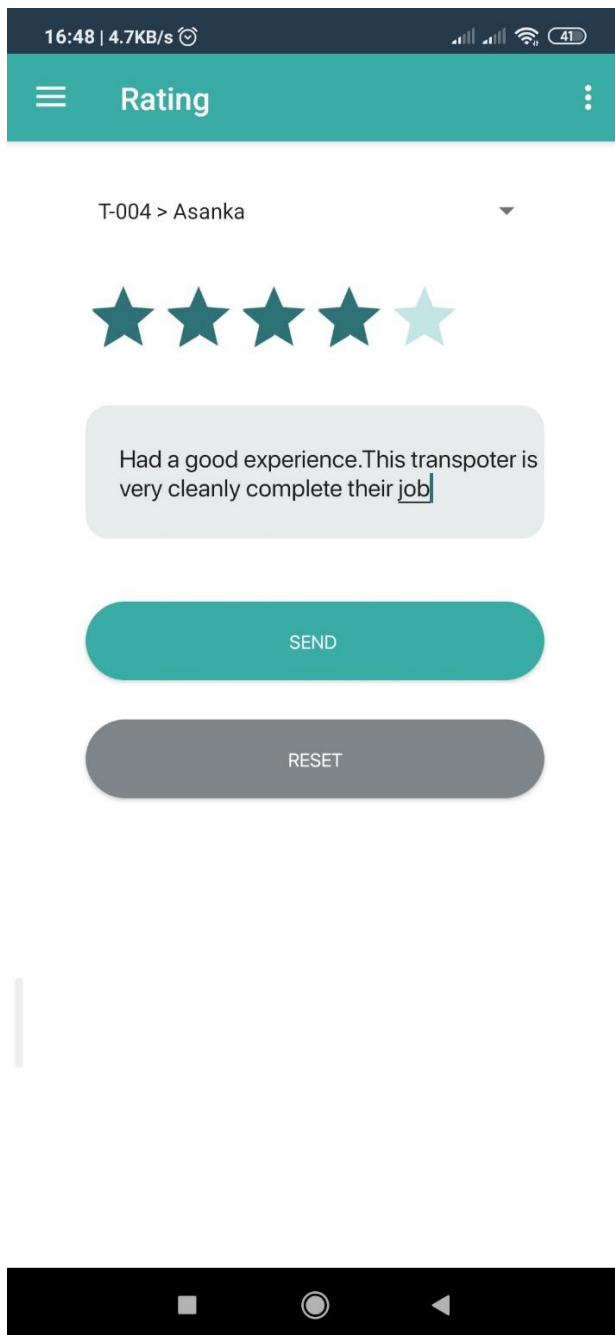 16:48 | 4.7KB/s 41
Rating
T-004 > Asanka
Had a good experience.This transpoter is
very cleanly complete their job
SEND
RESET